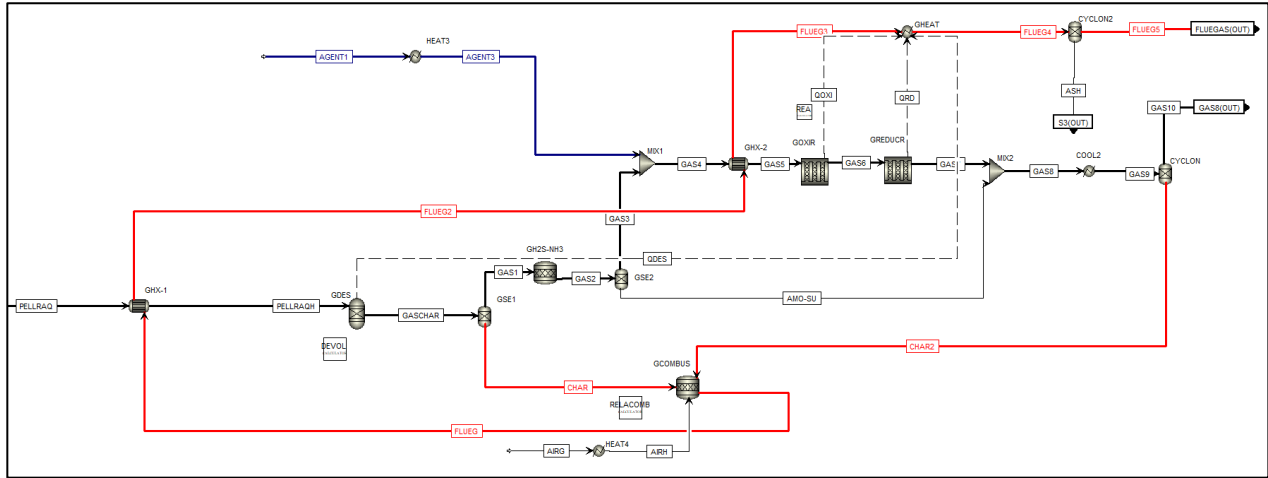 CYCLON2
GHEAT
FLUEG3
FLUEG4
FLUEG5
FLUEGAS(OUT)
HEAT3
AGENT1
AGENT3
ASH
QOXI
QRD
REA
GAS10
GAS8(OUT)
S3(OUT)
MIX1
GHX-2
GOXIR
GREDUCR
MIX2
COOL2
CYCLON
GAS4
GAS5
GAS6
GAS
GAS8
GAS9
FLUEG2
GAS3
GH2S-NH3
QDES
GAS1
GAS2
GSE2
GHX-1
GDES
GSE1
AMO-SU
PELLRAQ
PELLRAQH
GASCHAR
DEVOL
CHAR2
GCOMBUS
CHAR
RELACOMB
FLUEG
HEAT4
AIRG
AIRH